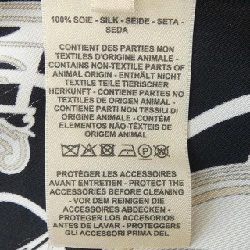 100% SOIE - SILK - SEIDE - SETA -
SEDA
CONTIENT DES PARTIES NON
TEXTILES D'ORIGINE ANIMALE -
CONTAINS NON-TEXTILE PARTS OF
ANIMAL ORIGIN - ENTHÄLT NICHT
TEXTILE TEILE TIERISCHEN
URSPRUNGS - CONTIENE PARTES
NO TEXTILES DE ORIGEN ANIMAL -
CONTIENE PARTI NON TESSILI DI
ORIGINE ANIMALE - CONTÉM
ELEMENTOS NÃO-TÊXTEIS DE
ORIGEM ANIMAL
P
PROTÉGER LES ACCESSOIRES
AVANT ENTRETIEN - PROTECT THE
ACCESSORIES BEFORE CLEANING -
VOR DEM REINIGEN DIE
ACCESSOIRES ABDECKEN -
PROTEGER LOS ACCESORIOS
ANTES DE LAVAR - PROTEGGERE
GLI ACCESSORI PRIMA DEL